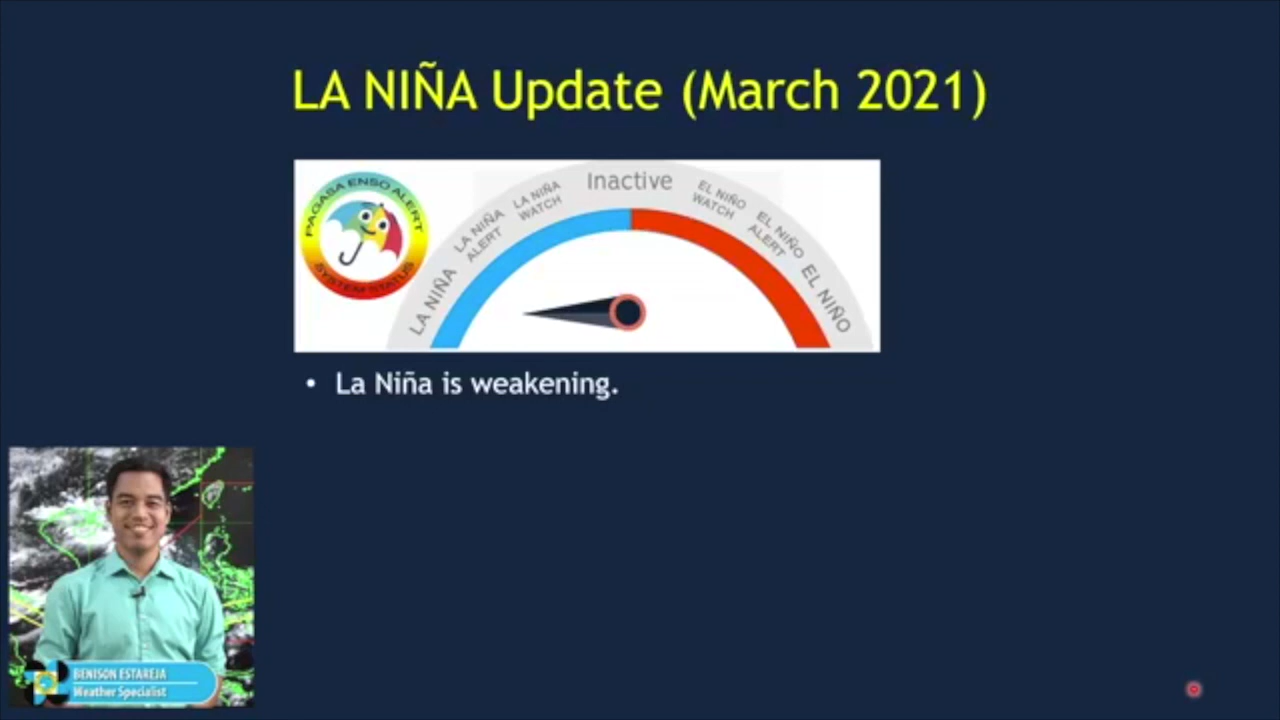 LA NIÑA Update (March 2021)
PAGASA ENSO ALERT
SYSTEM STATUS
LA NIÑA
LA NIÑA
ALERT
LA NIÑA
WATCH
Inactive
EL NIÑO
WATCH
EL NIÑO
ALERT
EL NIÑO
• La Niña is weakening.
BENISON ESTAREJA
Weather Specialist